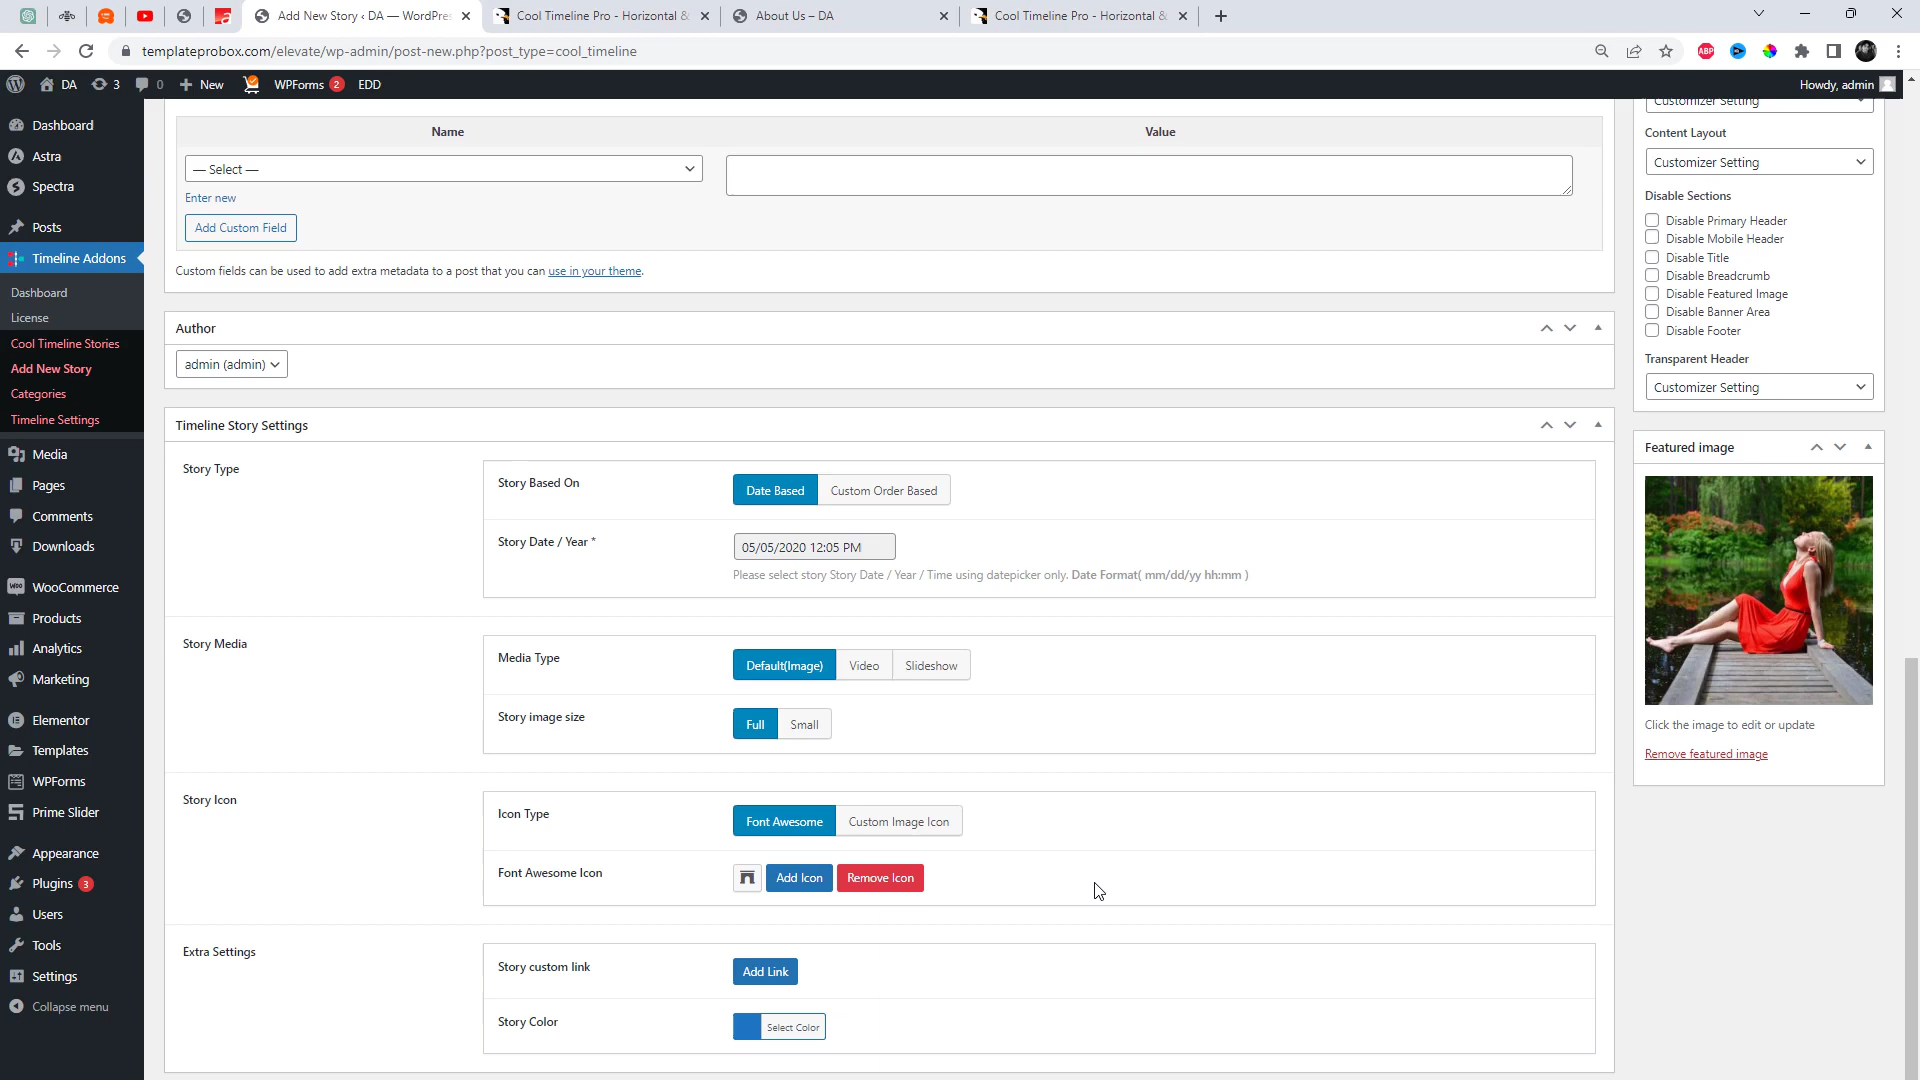 Add New Story ‹ DA — WordPres
Cool Timeline Pro - Horizontal &
About Us – DA
Cool Timeline Pro - Horizontal &
templateprobox.com/elevate/wp-admin/post-new.php?post_type=cool_timeline
ABP
DA
3
0
New
WPForms 2
EDD
Howdy, admin
Dashboard
Astra
Spectra
Posts
Timeline Addons
Dashboard
License
Cool Timeline Stories
Add New Story
Categories
Timeline Settings
Media
Pages
Comments
Downloads
WooCommerce
Products
Analytics
Marketing
Elementor
Templates
WPForms
Prime Slider
Appearance
Plugins 3
Users
Tools
Settings
Collapse menu
Name
Value
— Select —
Enter new
Add Custom Field
Custom fields can be used to add extra metadata to a post that you can use in your theme.
Author
admin (admin)
Timeline Story Settings
Story Type
Story Based On
Date Based
Custom Order Based
Story Date / Year *
05/05/2020 12:05 PM
Please select story Story Date / Year / Time using datepicker only. Date Format( mm/dd/yy hh:mm )
Story Media
Media Type
Default(Image)
Video
Slideshow
Story image size
Full
Small
Story Icon
Icon Type
Font Awesome
Custom Image Icon
Font Awesome Icon
Add Icon
Remove Icon
Extra Settings
Story custom link
Add Link
Story Color
Select Color
Customizer Setting
Content Layout
Customizer Setting
Disable Sections
Disable Primary Header
Disable Mobile Header
Disable Title
Disable Breadcrumb
Disable Featured Image
Disable Banner Area
Disable Footer
Transparent Header
Customizer Setting
Featured image
Click the image to edit or update
Remove featured image